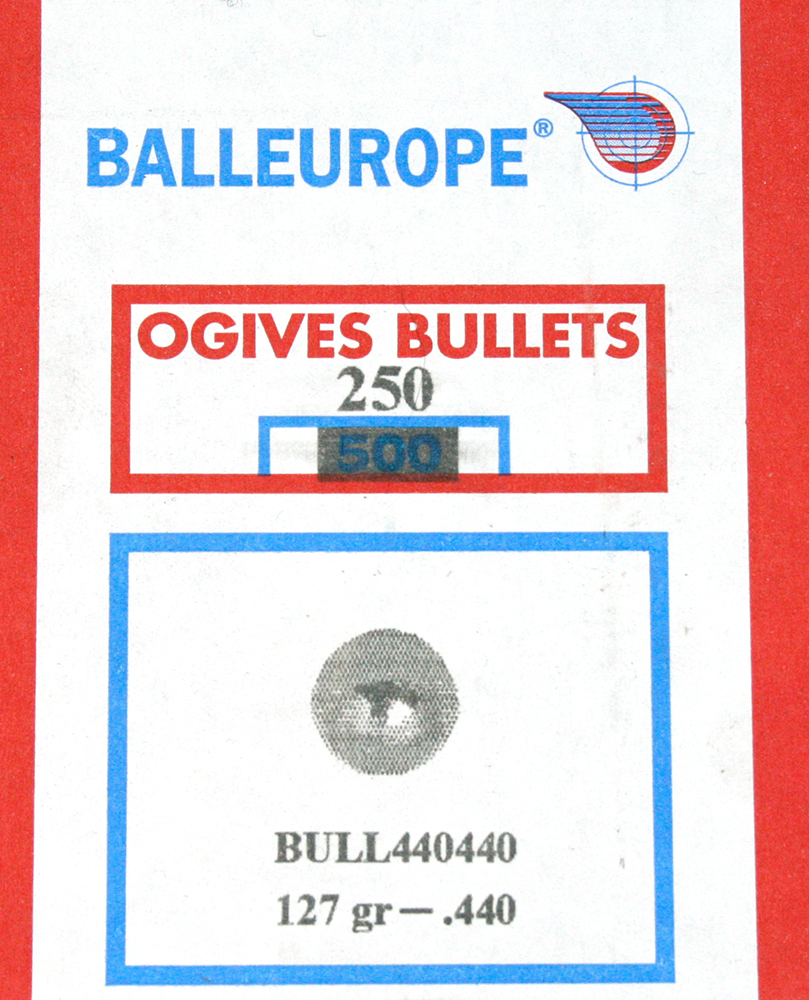 BALLEUROPE®
OGIVES BULLETS
250
500
BULL440440
127 gr — .440